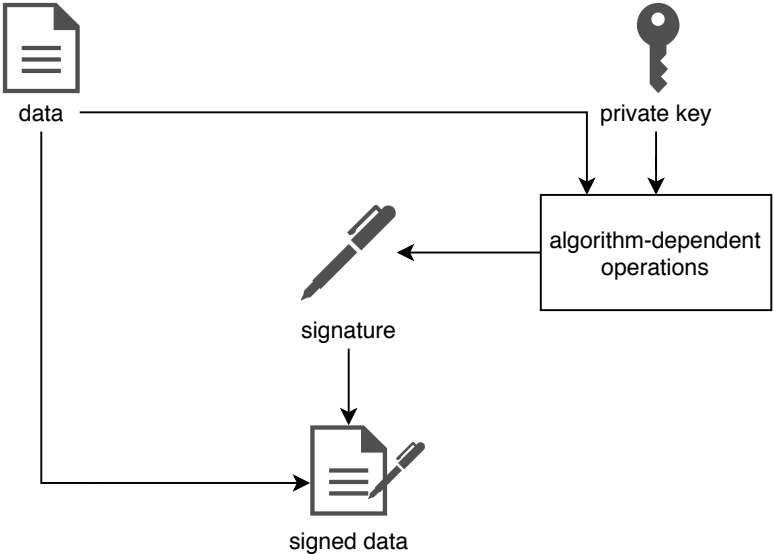 data
private key
algorithm-dependent
operations
signature
signed data